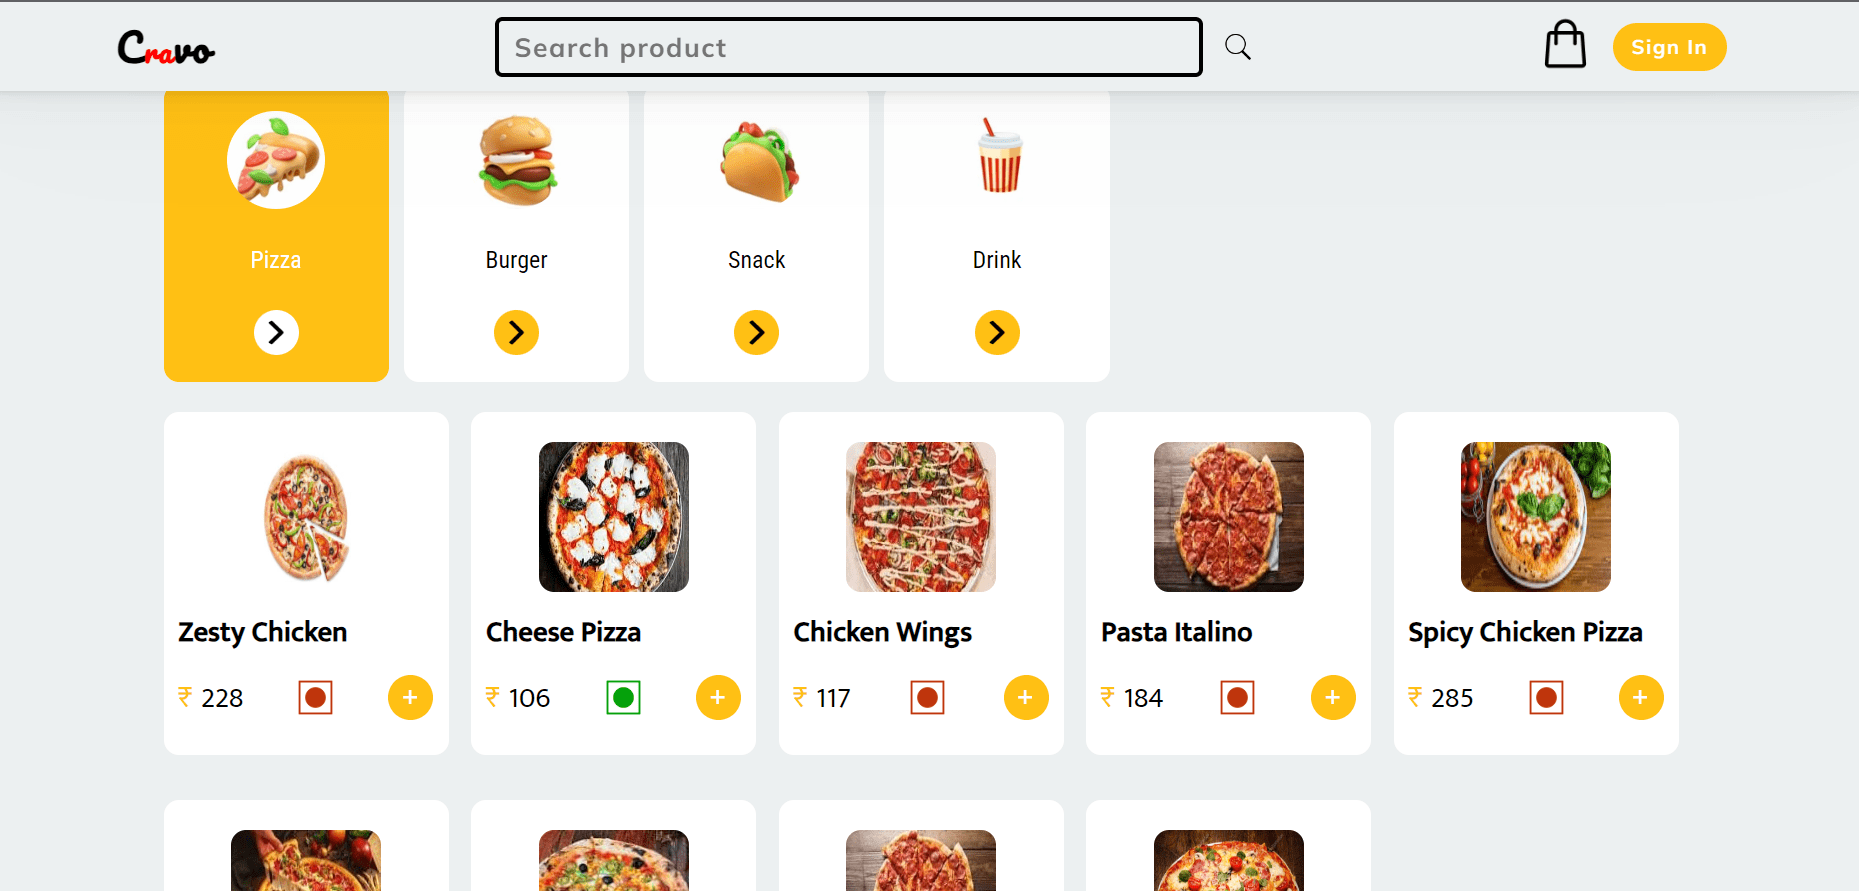 Cravo
Search product
Sign In
Pizza
Burger
Snack
Drink
Zesty Chicken
Cheese Pizza
Chicken Wings
Pasta Italino
Spicy Chicken Pizza
₹ 228
+
₹ 106
+
₹ 117
+
₹ 184
+
₹ 285
+